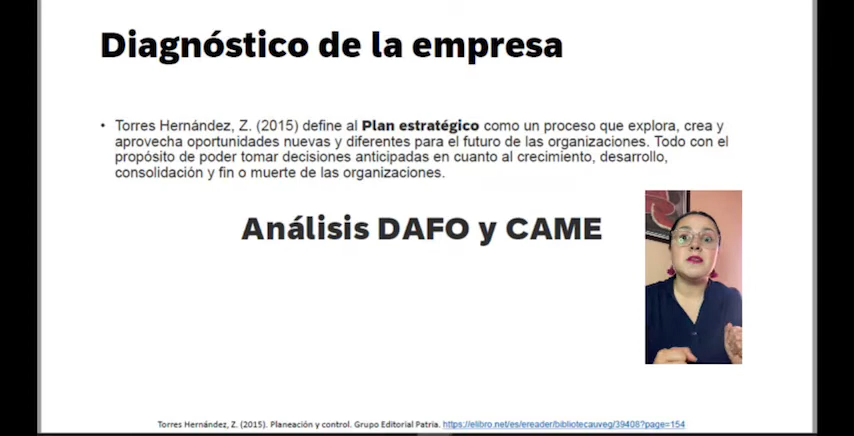 Diagnóstico de la empresa
• Torres Hernández, Z. (2015) define al Plan estratégico como un proceso que explora, crea y
aprovecha oportunidades nuevas y diferentes para el futuro de las organizaciones. Todo con el
propósito de poder tomar decisiones anticipadas en cuanto al crecimiento, desarrollo,
consolidación y fin o muerte de las organizaciones.
Análisis DAFO y CAME
Torres Hernández, Z. (2015). Planeación y control. Grupo Editorial Patria. https://elibro.net/es/ereader/bibliotecauveg/39408?page=154